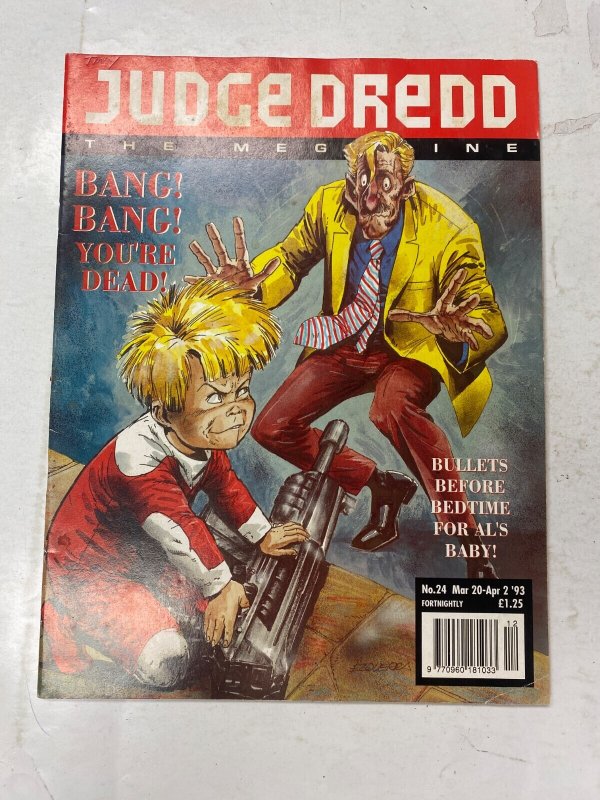 JUDGE DREDD
THE MEGAZINE
BANG!
BANG!
YOU'RE
DEAD!
BULLETS
BEFORE
BEDTIME
FOR AL'S
BABY!
No.24 Mar 20-Apr 2 '93
FORTNIGHTLY £1.25
12
9 770960 181033